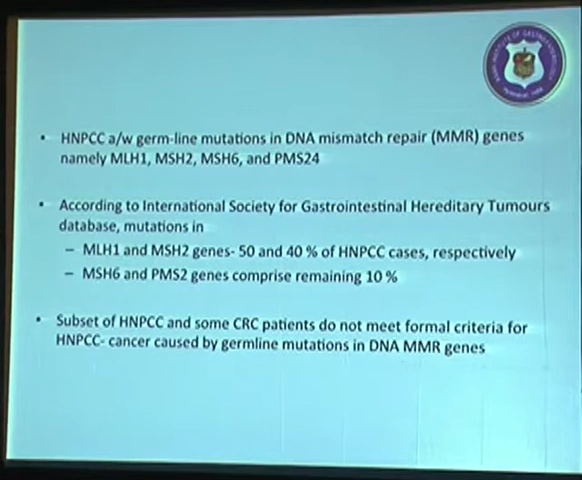 • HNPCC a/w germ-line mutations in DNA mismatch repair (MMR) genes
namely MLH1, MSH2, MSH6, and PMS24
• According to International Society for Gastrointestinal Hereditary Tumours
database, mutations in
– MLH1 and MSH2 genes- 50 and 40 % of HNPCC cases, respectively
– MSH6 and PMS2 genes comprise remaining 10 %
• Subset of HNPCC and some CRC patients do not meet formal criteria for
HNPCC- cancer caused by germline mutations in DNA MMR genes